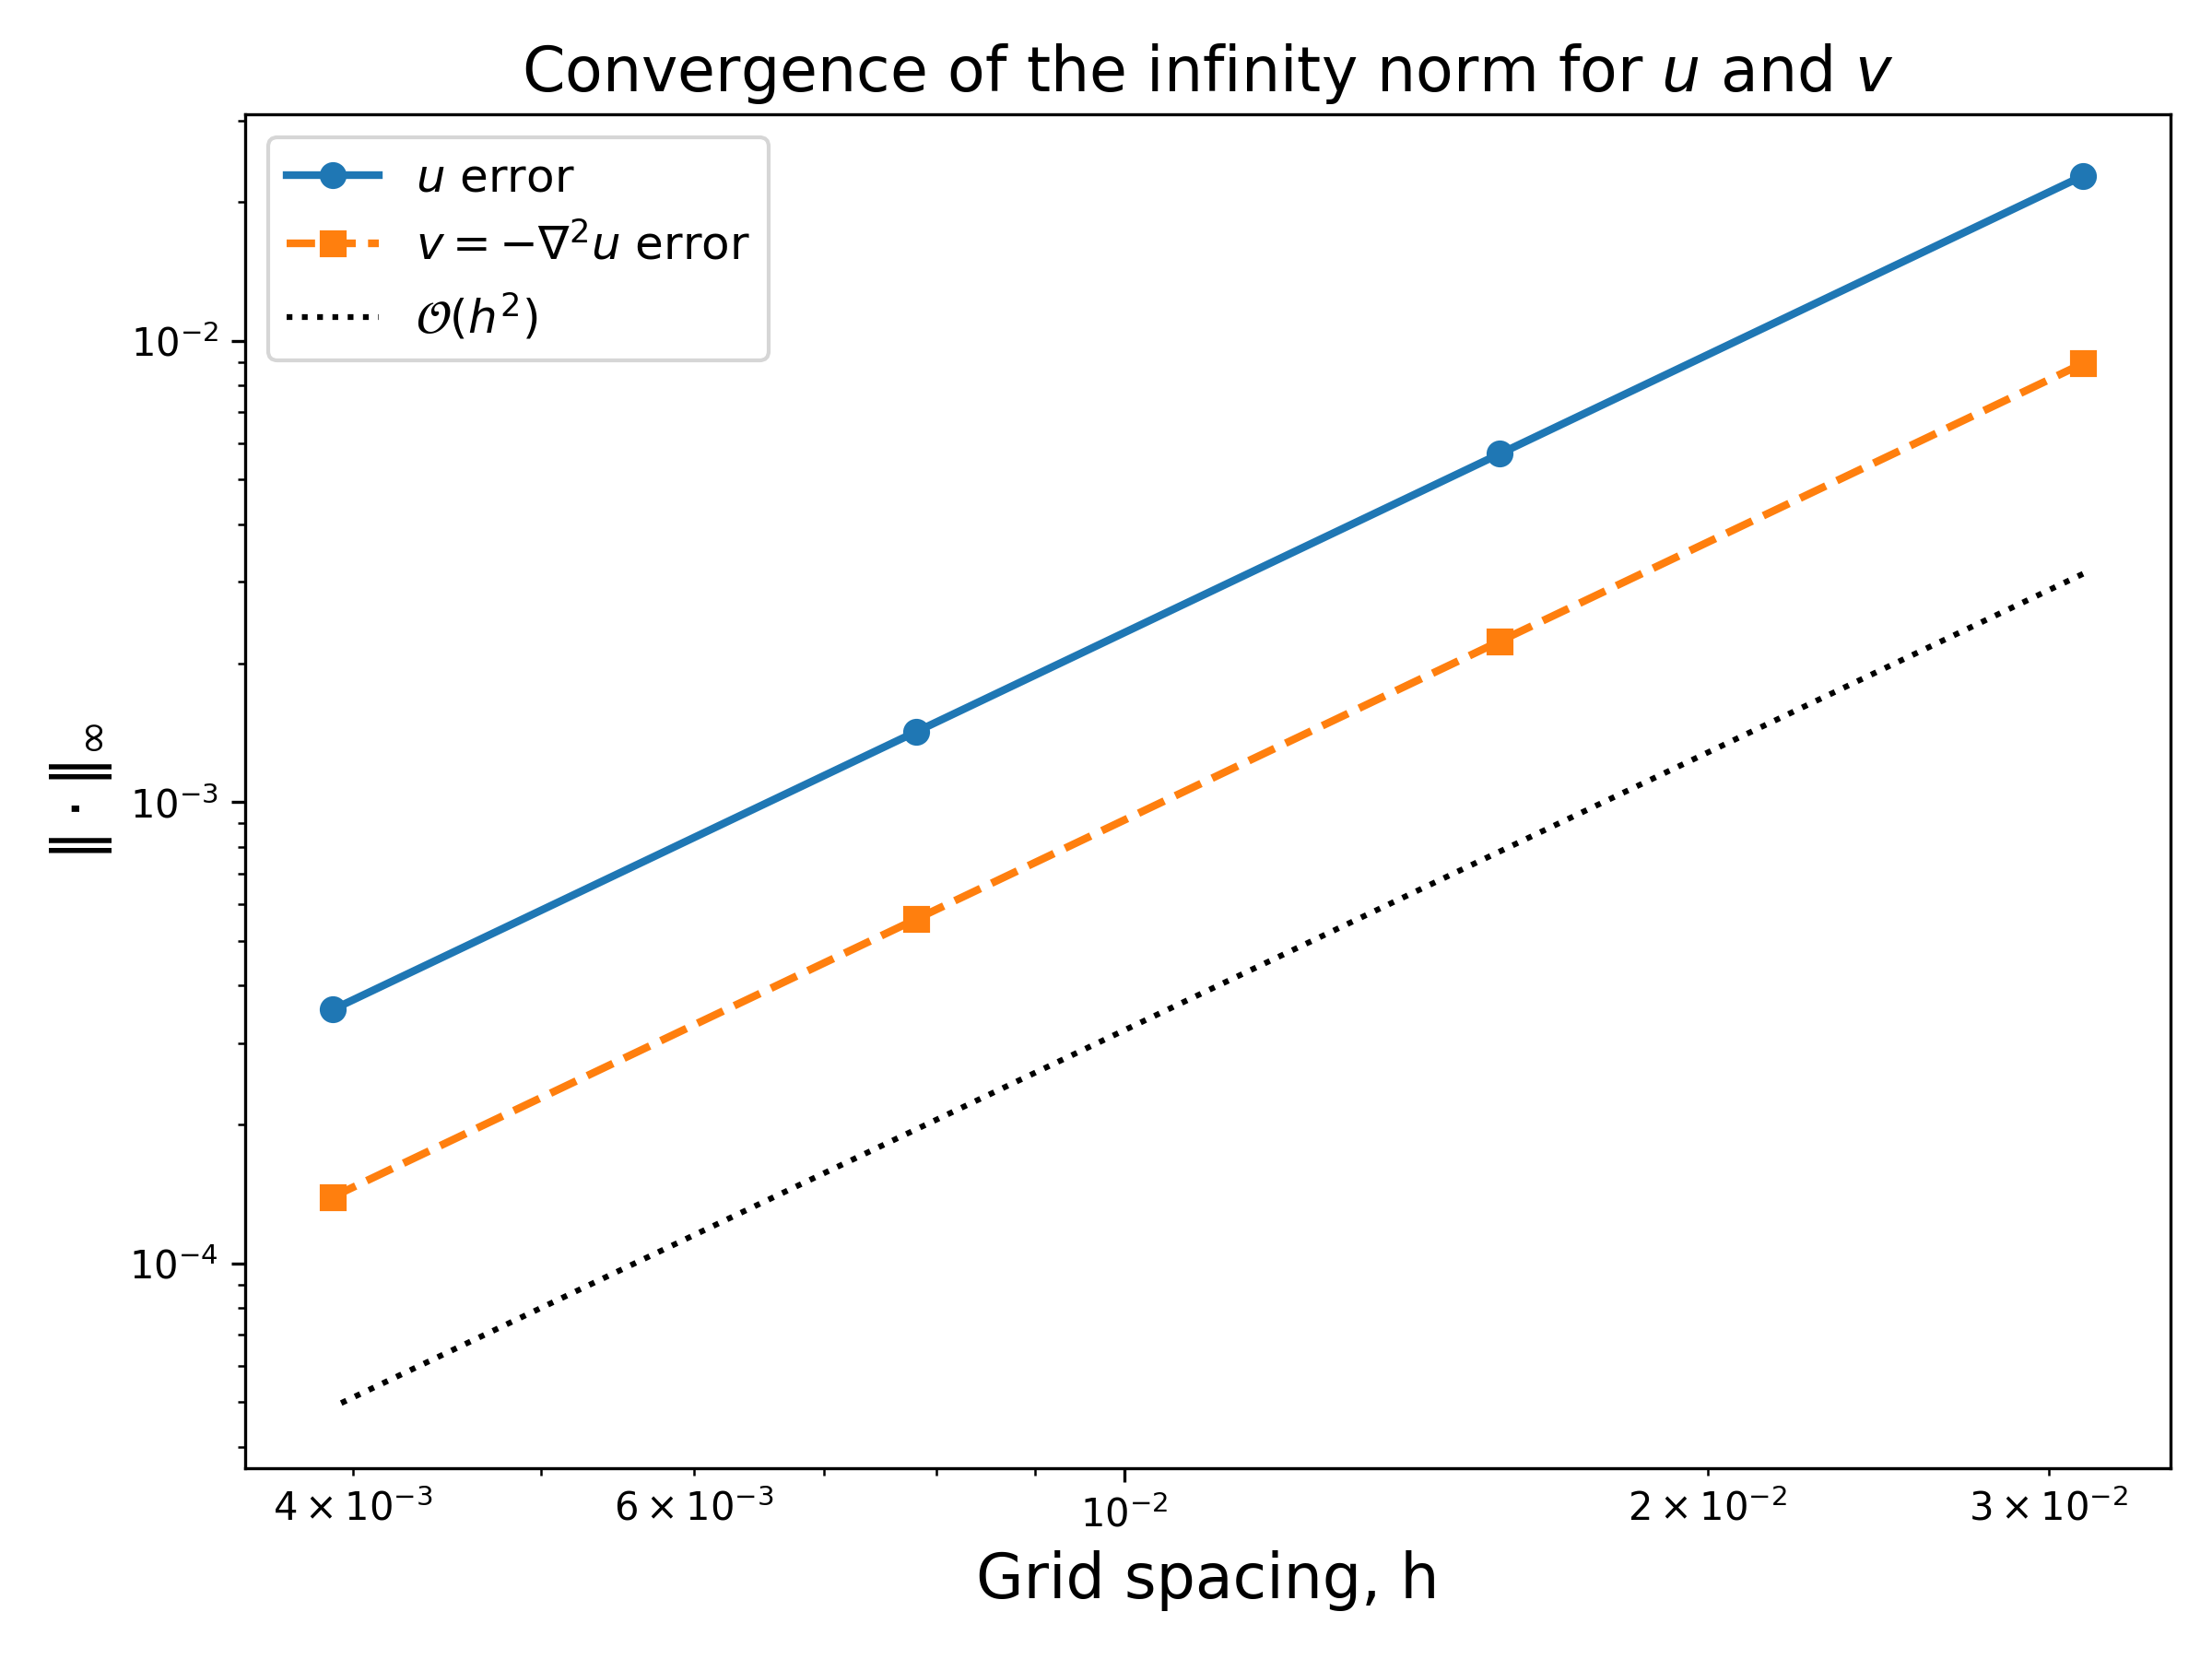 Convergence of the infinity norm for u and v
u error
v = −∇²u error
𝒪(h²)
10⁻²
10⁻³
10⁻⁴
‖ · ‖∞
4 × 10⁻³ 6 × 10⁻³ 10⁻² 2 × 10⁻² 3 × 10⁻²
Grid spacing, h